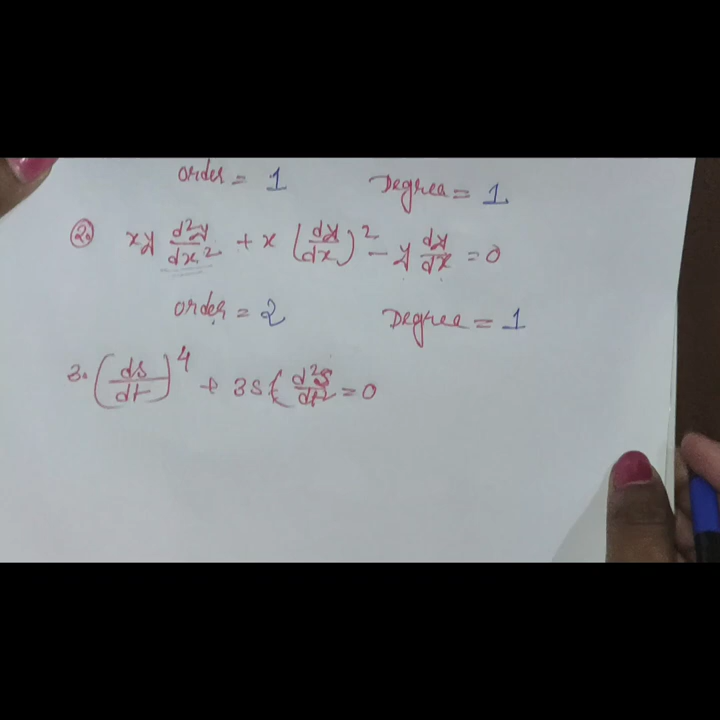 order = 1 Degree = 1
2. xy d²y/dx² + x (dy/dx)² - y dy/dx = 0
order = 2 Degree = 1
3. (ds/dt)⁴ + 3s ( d²s/dt² = 0